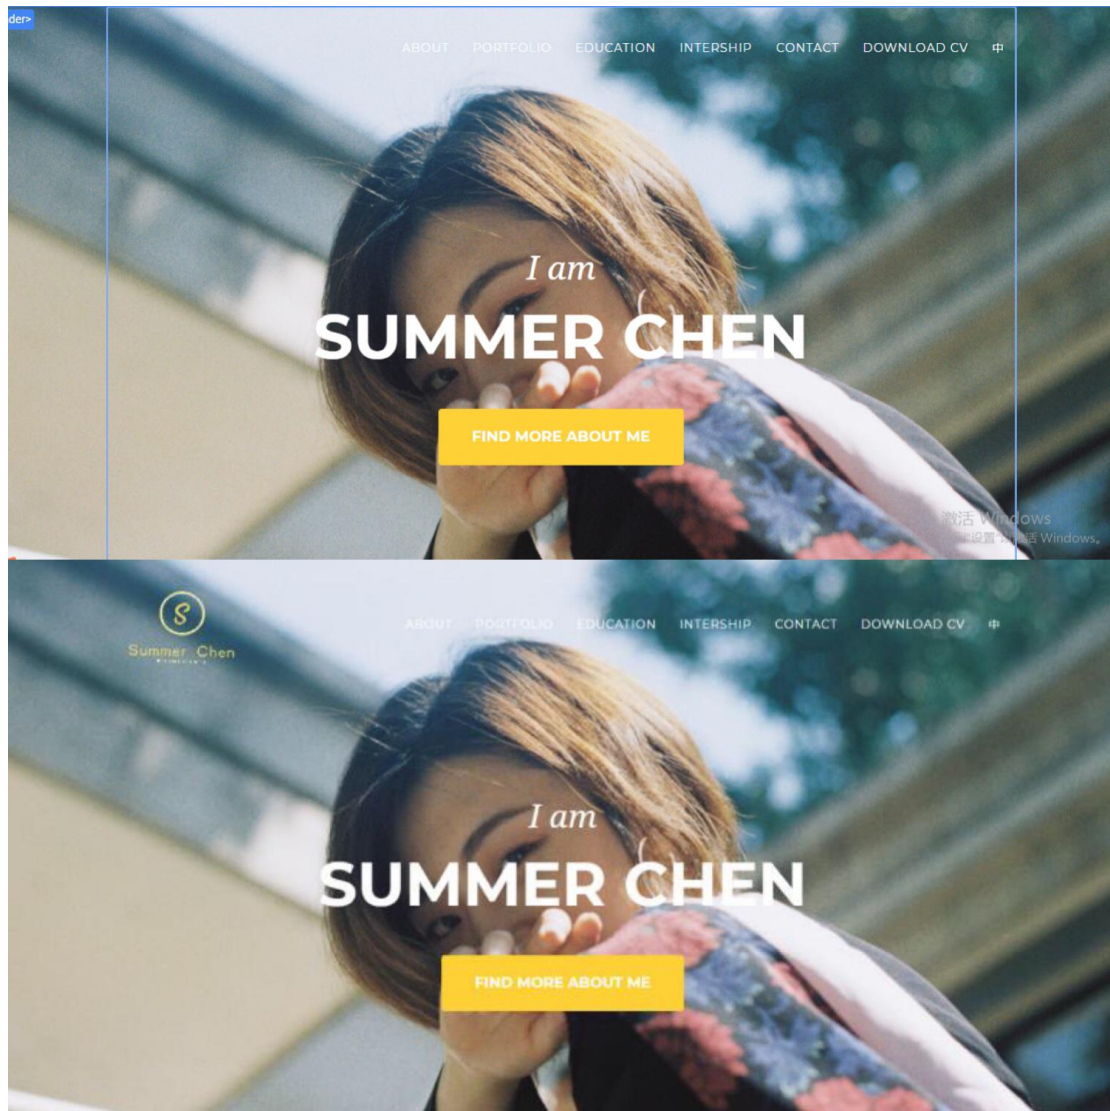 der>
ABOUT PORTFOLIO EDUCATION INTERSHIP CONTACT DOWNLOAD CV 中
I am
SUMMER CHEN
FIND MORE ABOUT ME
激活 Windows
Windows。
S
Summer Chen
ABOUT PORTFOLIO EDUCATION INTERSHIP CONTACT DOWNLOAD CV 中
I am
SUMMER CHEN
FIND MORE ABOUT ME